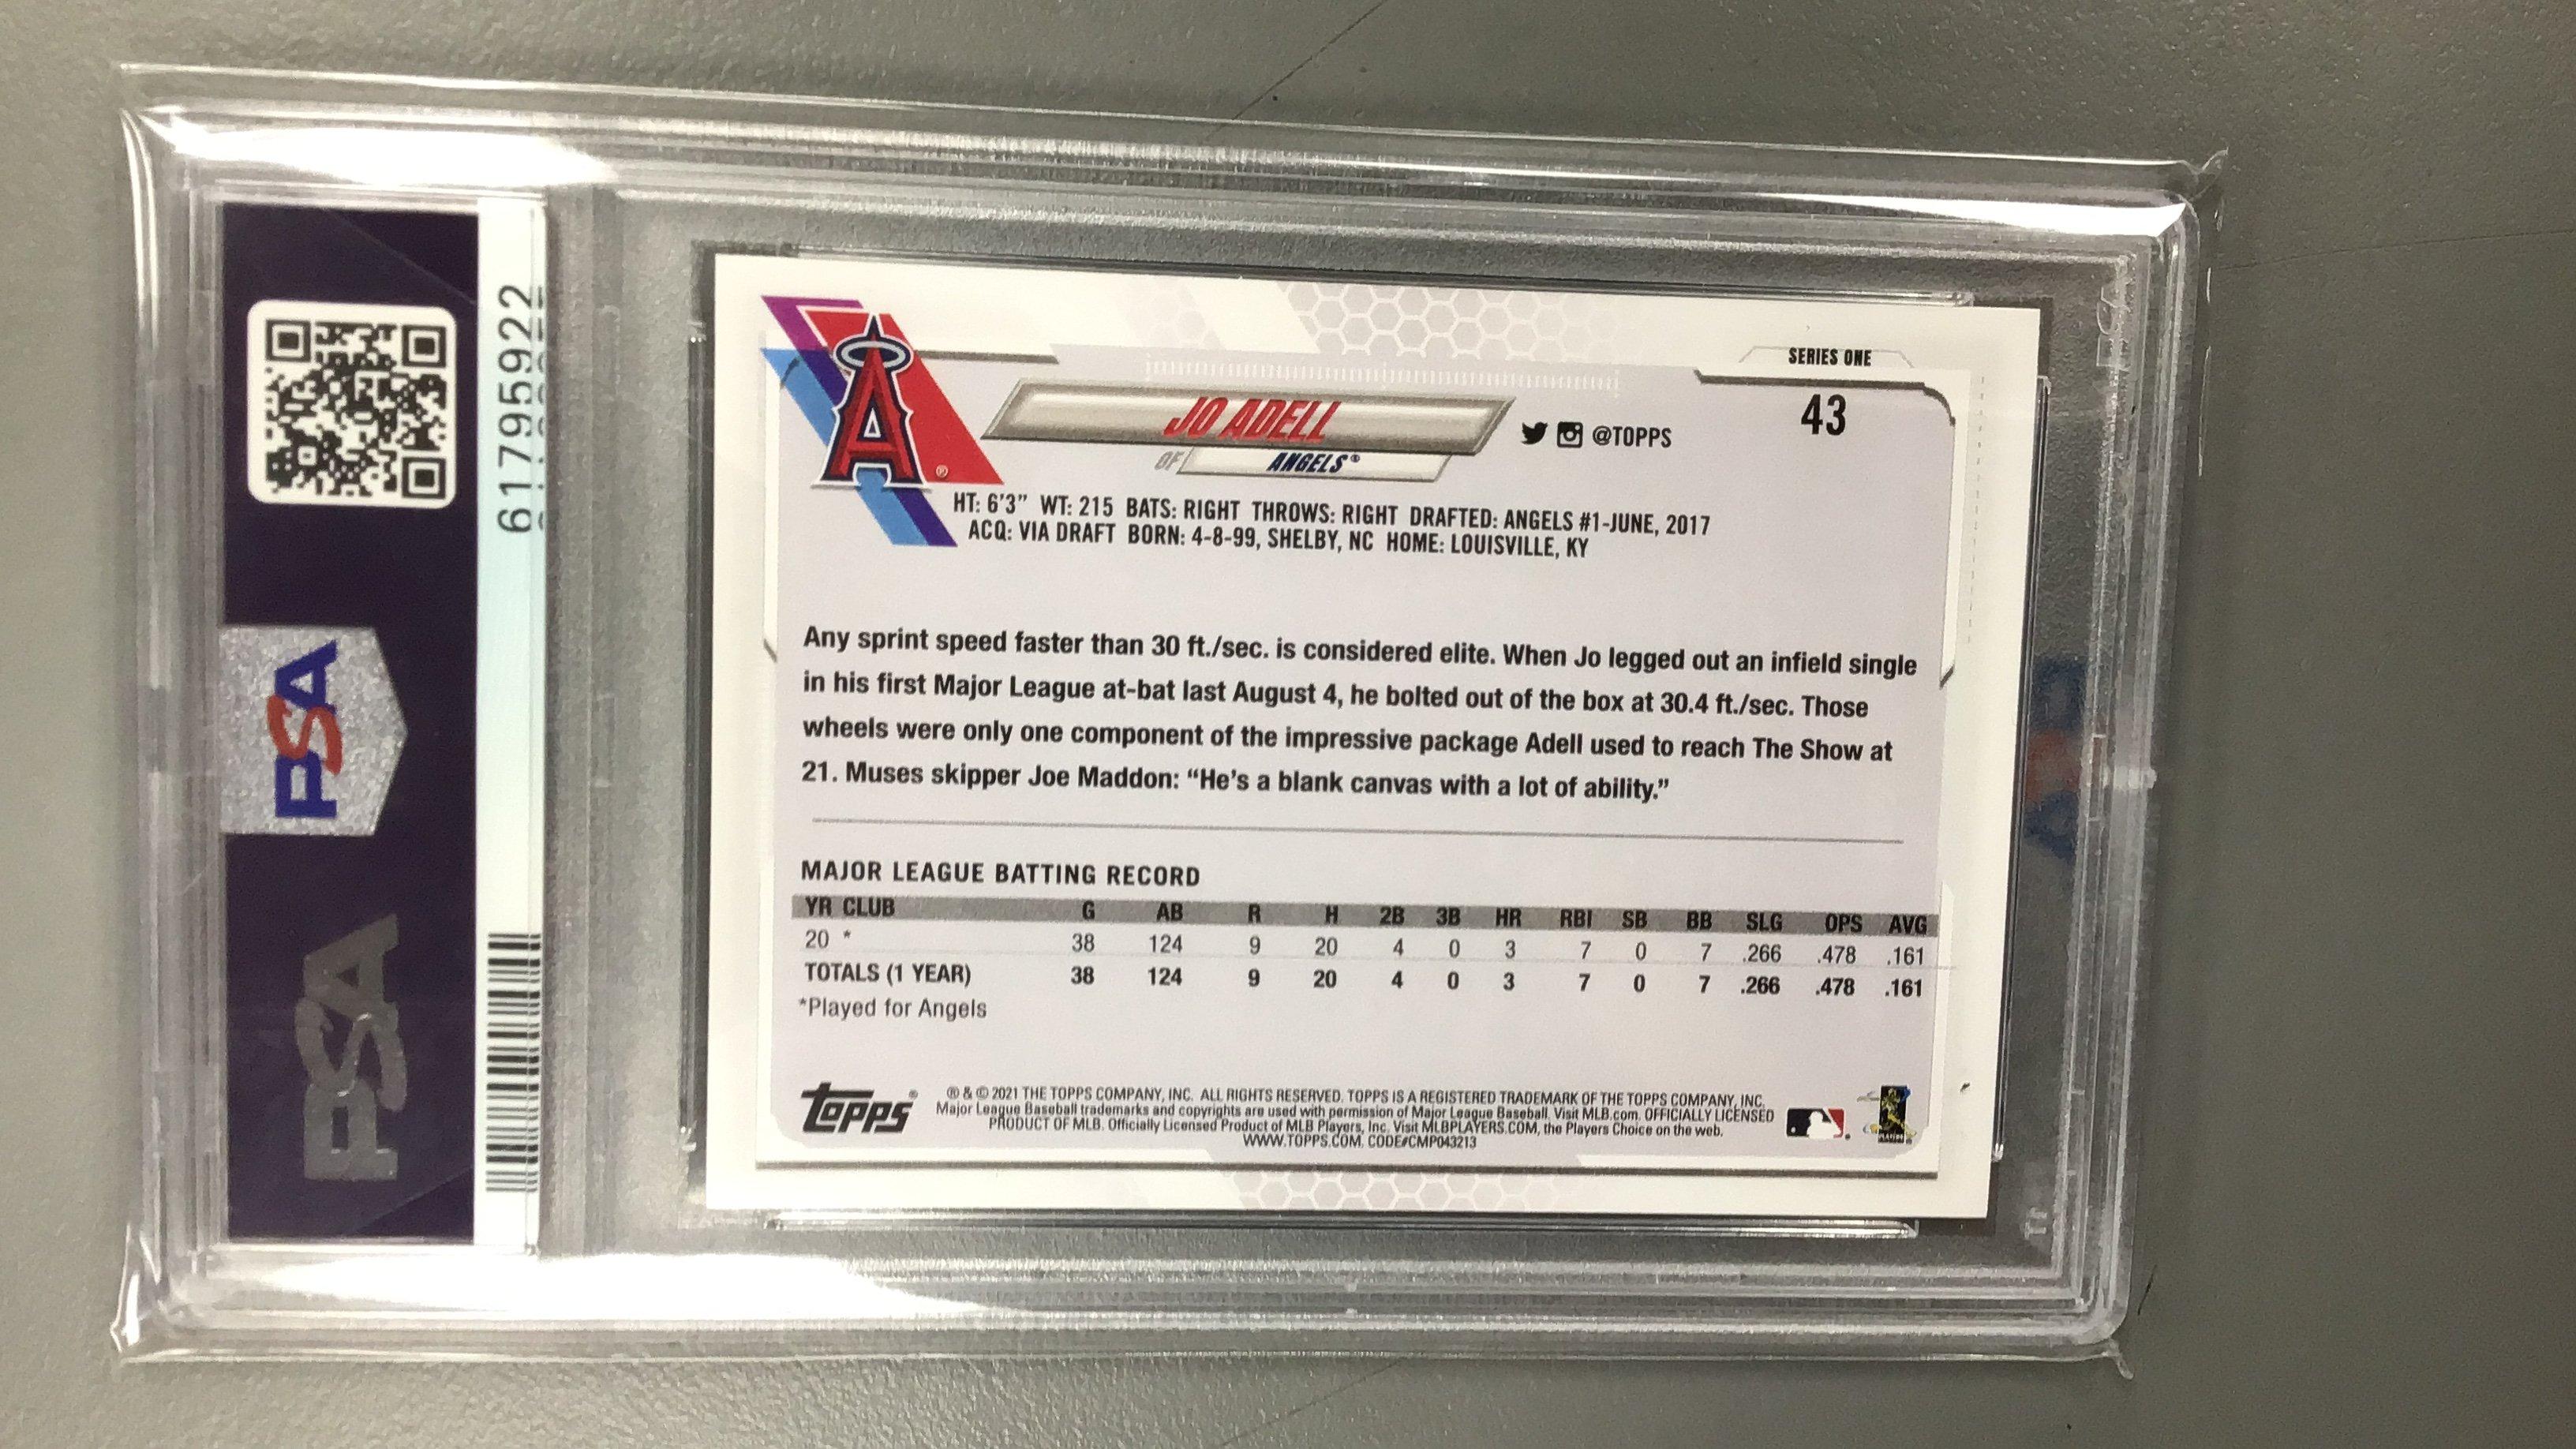 61795922
PSA
PSA
SERIES ONE
43
JO ADELL
@TOPPS
OF
ANGELS®
HT: 6'3" WT: 215 BATS: RIGHT THROWS: RIGHT DRAFTED: ANGELS #1-JUNE, 2017
ACQ: VIA DRAFT BORN: 4-8-99, SHELBY, NC HOME: LOUISVILLE, KY
Any sprint speed faster than 30 ft./sec. is considered elite. When Jo legged out an infield single
in his first Major League at-bat last August 4, he bolted out of the box at 30.4 ft./sec. Those
wheels were only one component of the impressive package Adell used to reach The Show at
21. Muses skipper Joe Maddon: “He’s a blank canvas with a lot of ability.”
MAJOR LEAGUE BATTING RECORD
YR CLUB G AB R H 2B 3B HR RBI SB BB SLG OPS AVG
20 * 38 124 9 20 4 0 3 7 0 7 .266 .478 .161
TOTALS (1 YEAR) 38 124 9 20 4 0 3 7 0 7 .266 .478 .161
*Played for Angels
topps®
® & © 2021 THE TOPPS COMPANY, INC. ALL RIGHTS RESERVED. TOPPS IS A REGISTERED TRADEMARK OF THE TOPPS COMPANY, INC.
Major League Baseball trademarks and copyrights are used with permission of Major League Baseball. Visit MLB.com. OFFICIALLY LICENSED
PRODUCT OF MLB. Officially Licensed Product of MLB Players, Inc. Visit MLBPLAYERS.COM, the Players Choice on the web.
WWW.TOPPS.COM. CODE#CMP043213